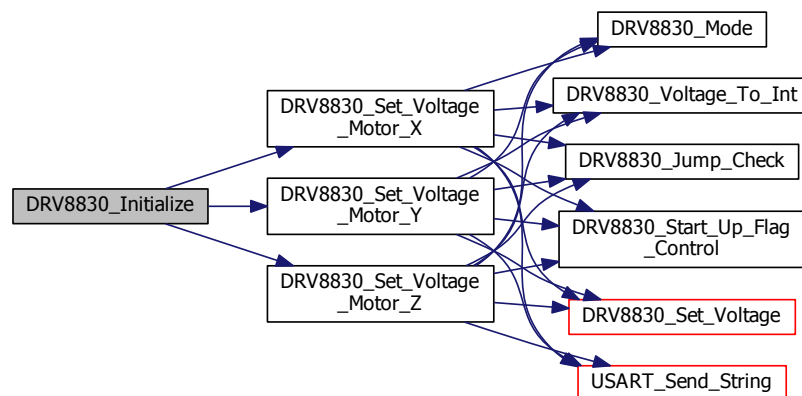 DRV8830_Initialize
DRV8830_Set_Voltage
_Motor_X
DRV8830_Set_Voltage
_Motor_Y
DRV8830_Set_Voltage
_Motor_Z
DRV8830_Mode
DRV8830_Voltage_To_Int
DRV8830_Jump_Check
DRV8830_Start_Up_Flag
_Control
DRV8830_Set_Voltage
USART_Send_String